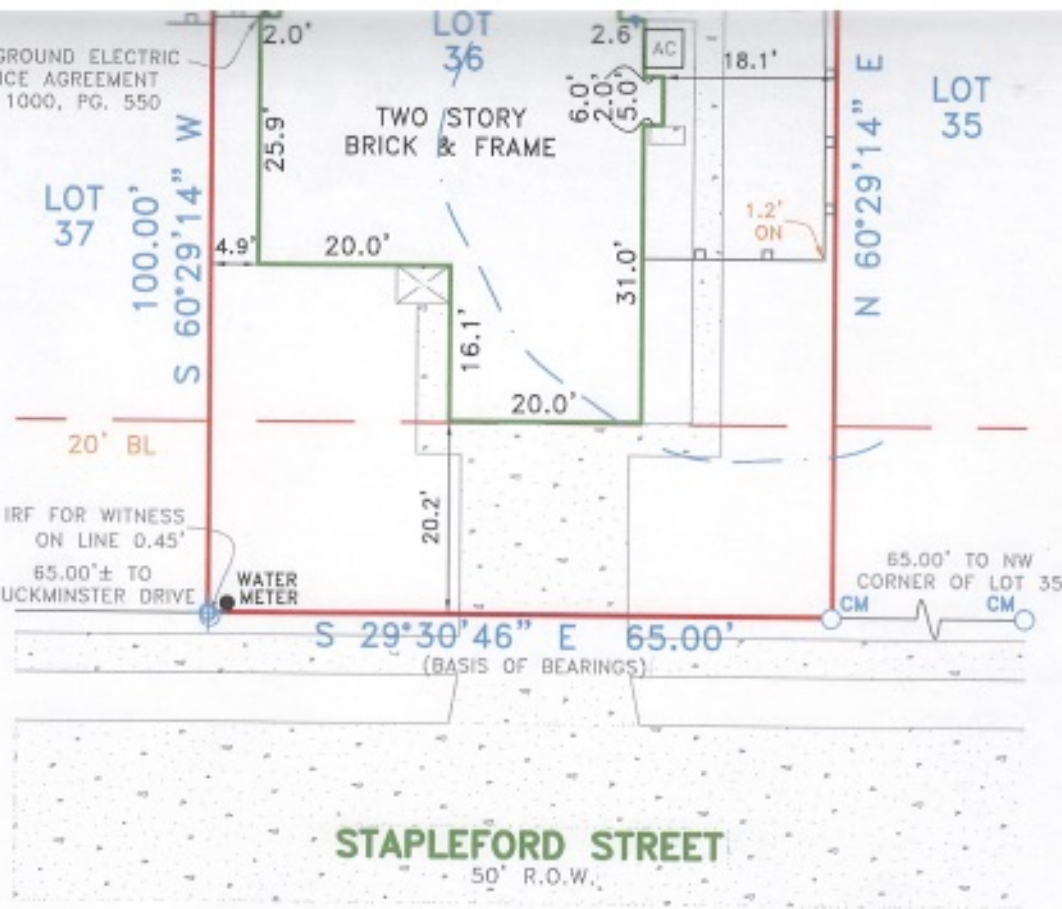 2.0'
LOT
36
2.6'
AC
18.1'
GROUND ELECTRIC
ICE AGREEMENT
1000, PG. 550
TWO STORY
BRICK & FRAME
6.0'
2.0'
5.0'
LOT
35
25.9'
LOT
37
100.00'
S 60°29'14" W
N 60°29'14" E
1.2'
ON
4.9'
20.0'
31.0'
16.1'
20.0'
20' BL
20.2'
IRF FOR WITNESS
ON LINE 0.45'
65.00'± TO
UCKMINSTER DRIVE
WATER
METER
65.00' TO NW
CORNER OF LOT 35
CM
CM
S 29°30'46" E 65.00'
(BASIS OF BEARINGS)
STAPLEFORD STREET
50' R.O.W.